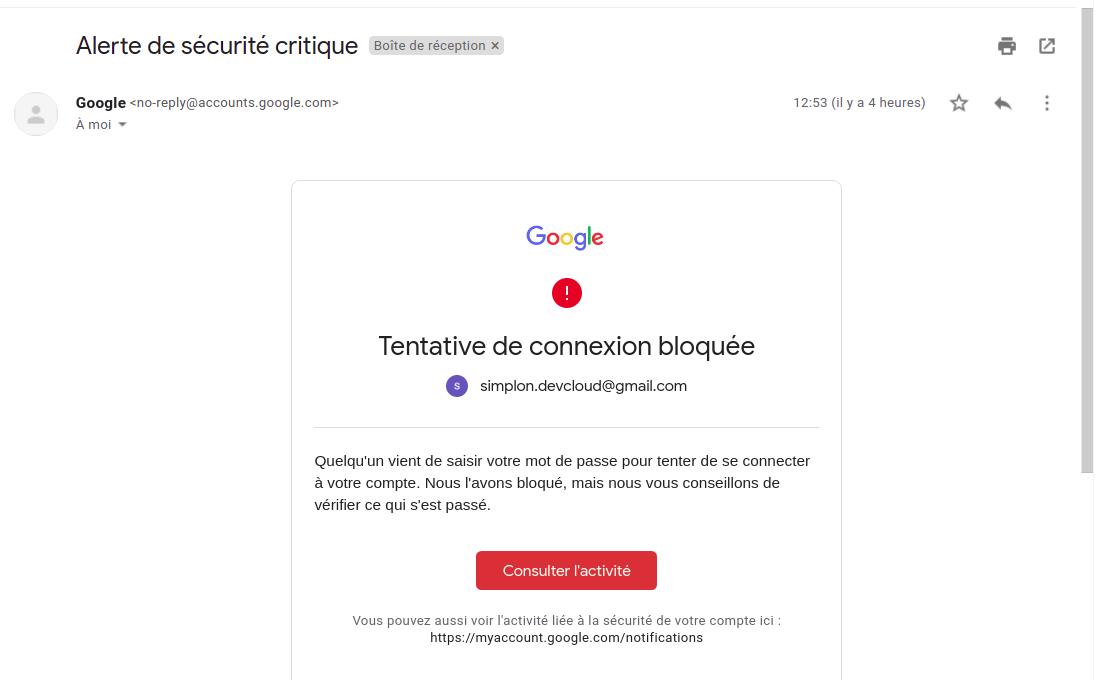 Alerte de sécurité critique Boîte de réception ×
Google <no-reply@accounts.google.com> 12:53 (il y a 4 heures)
À moi
Google
!
Tentative de connexion bloquée
s simplon.devcloud@gmail.com
Quelqu'un vient de saisir votre mot de passe pour tenter de se connecter
à votre compte. Nous l'avons bloqué, mais nous vous conseillons de
vérifier ce qui s'est passé.
Consulter l'activité
Vous pouvez aussi voir l'activité liée à la sécurité de votre compte ici :
https://myaccount.google.com/notifications